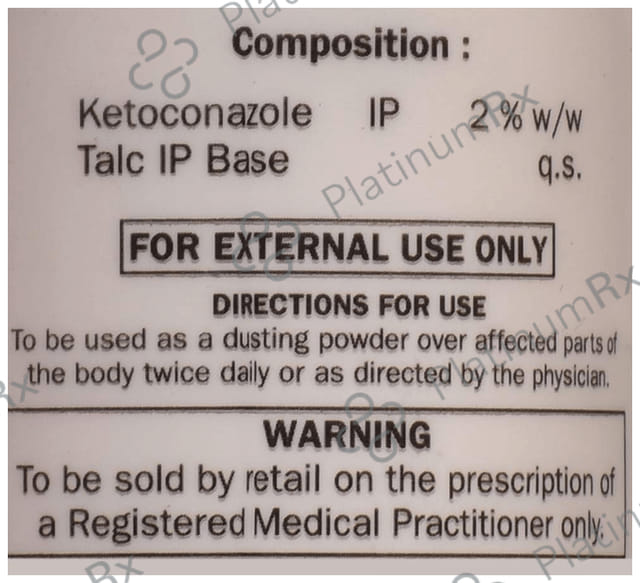 Composition :
Ketoconazole IP 2% w/w
Talc IP Base q.s.
FOR EXTERNAL USE ONLY
DIRECTIONS FOR USE
To be used as a dusting powder over affected parts of
the body twice daily or as directed by the physician.
WARNING
To be sold by retail on the prescription of
a Registered Medical Practitioner only.
PlatinumRx
PlatinumRx